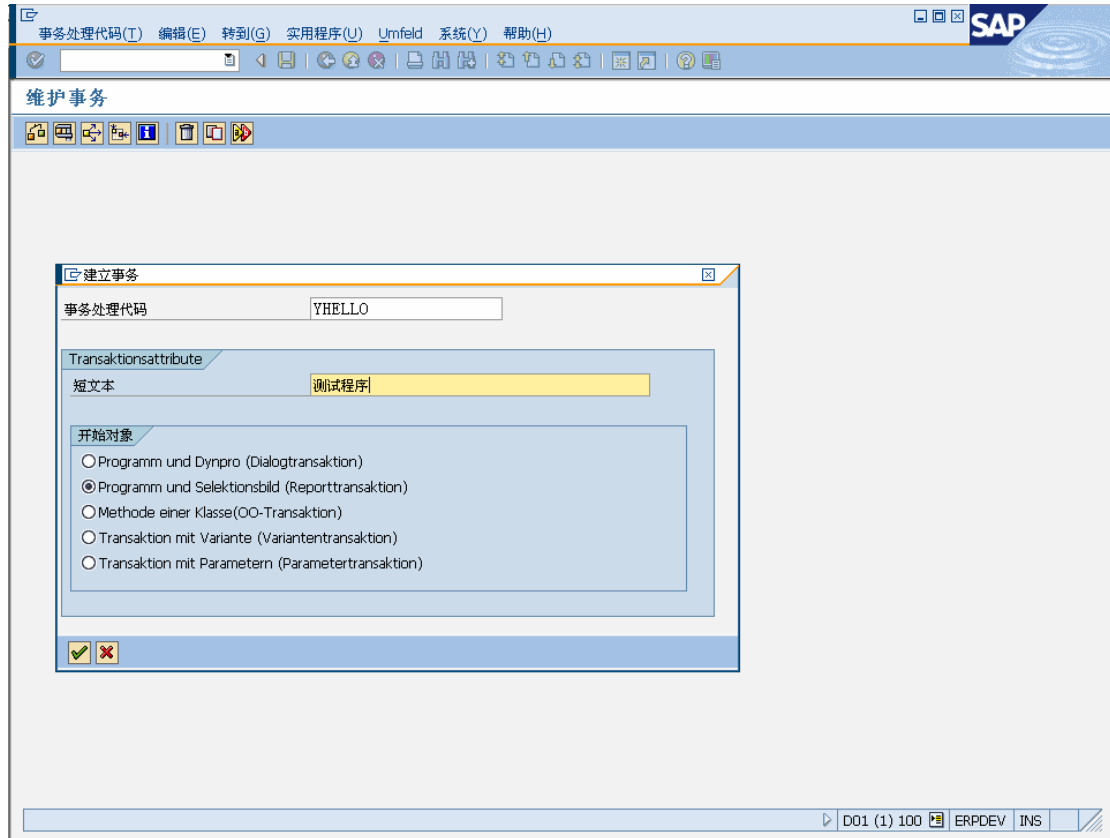 事务处理代码(T) 编辑(E) 转到(G) 实用程序(U) Umfeld 系统(Y) 帮助(H)
SAP
维护事务
建立事务
事务处理代码 YHELLO
Transaktionsattribute
短文本 测试程序
开始对象
Programm und Dynpro (Dialogtransaktion)
Programm und Selektionsbild (Reporttransaktion)
Methode einer Klasse(OO-Transaktion)
Transaktion mit Variante (Variantentransaktion)
Transaktion mit Parametern (Parametertransaktion)
D01 (1) 100 ERPDEV INS